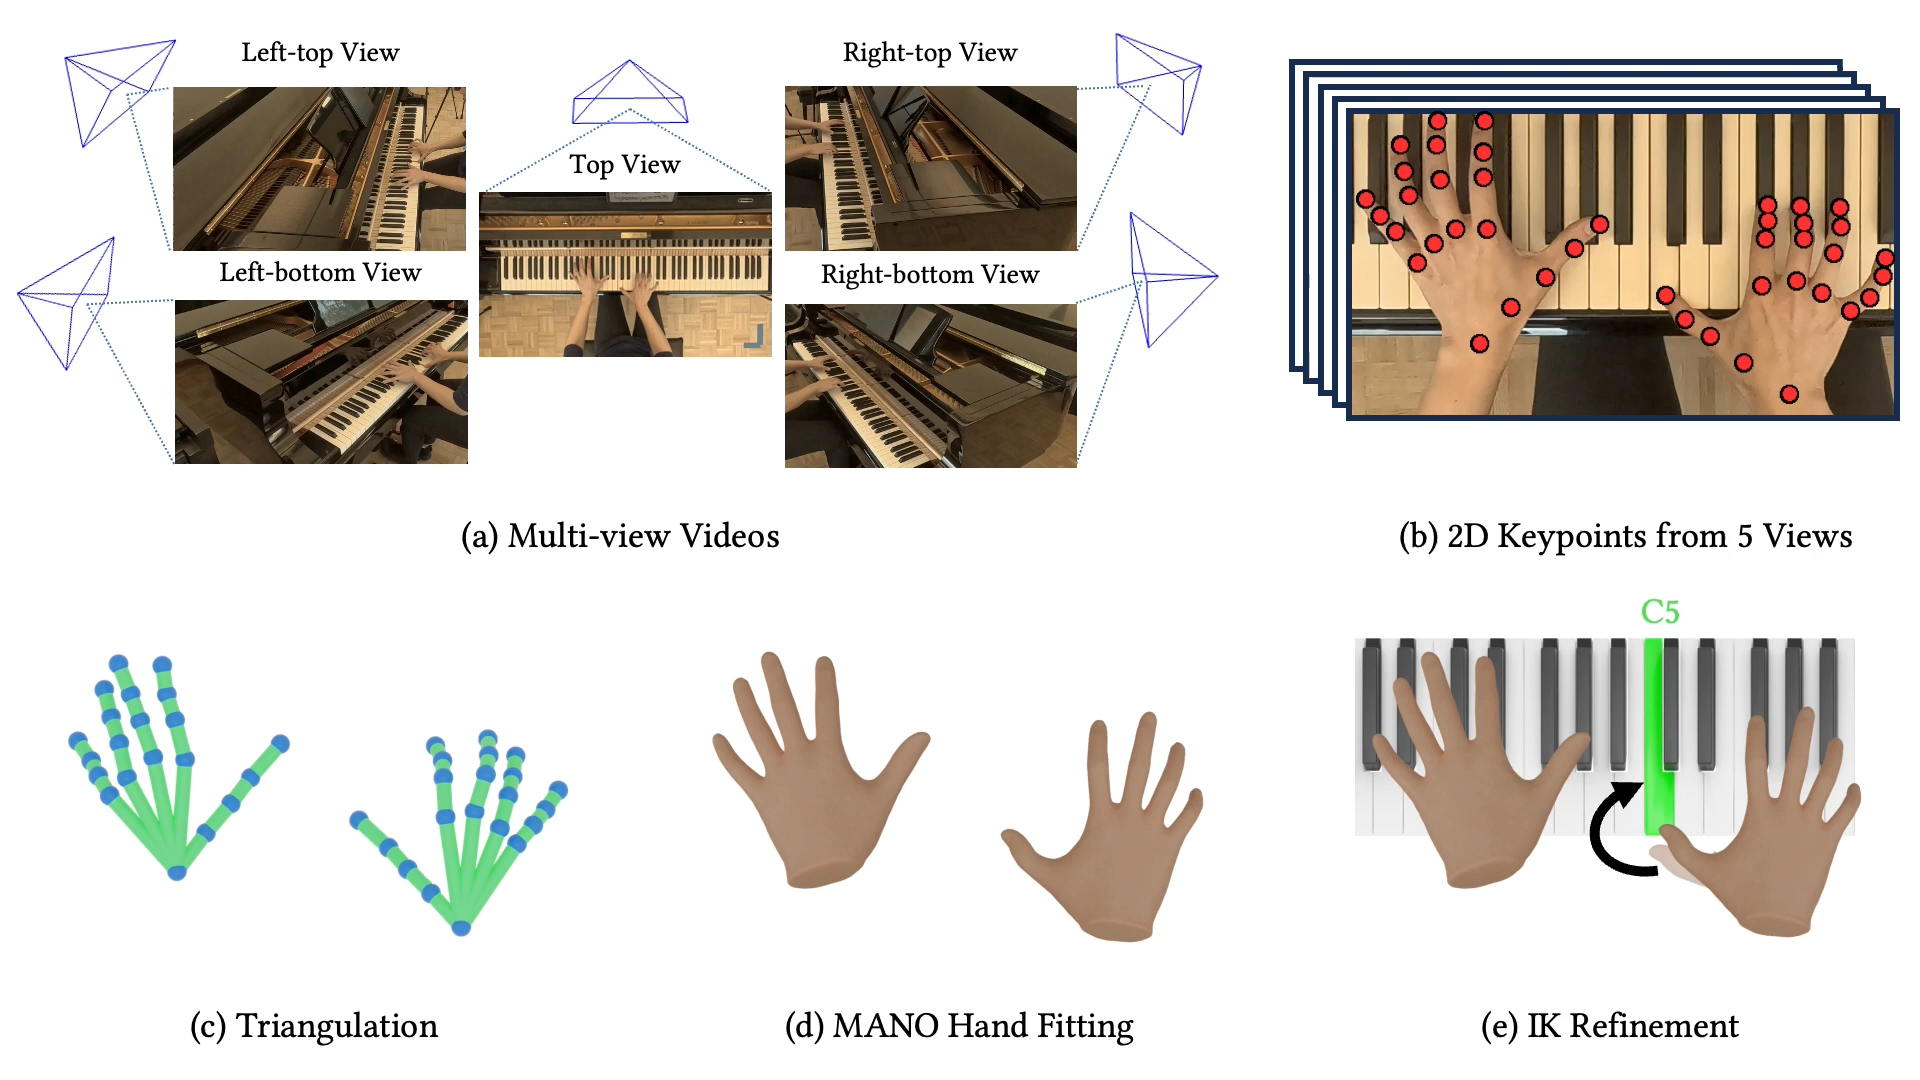 Left-top View
Right-top View
Top View
Left-bottom View
Right-bottom View
(a) Multi-view Videos
(b) 2D Keypoints from 5 Views
C5
(c) Triangulation
(d) MANO Hand Fitting
(e) IK Refinement